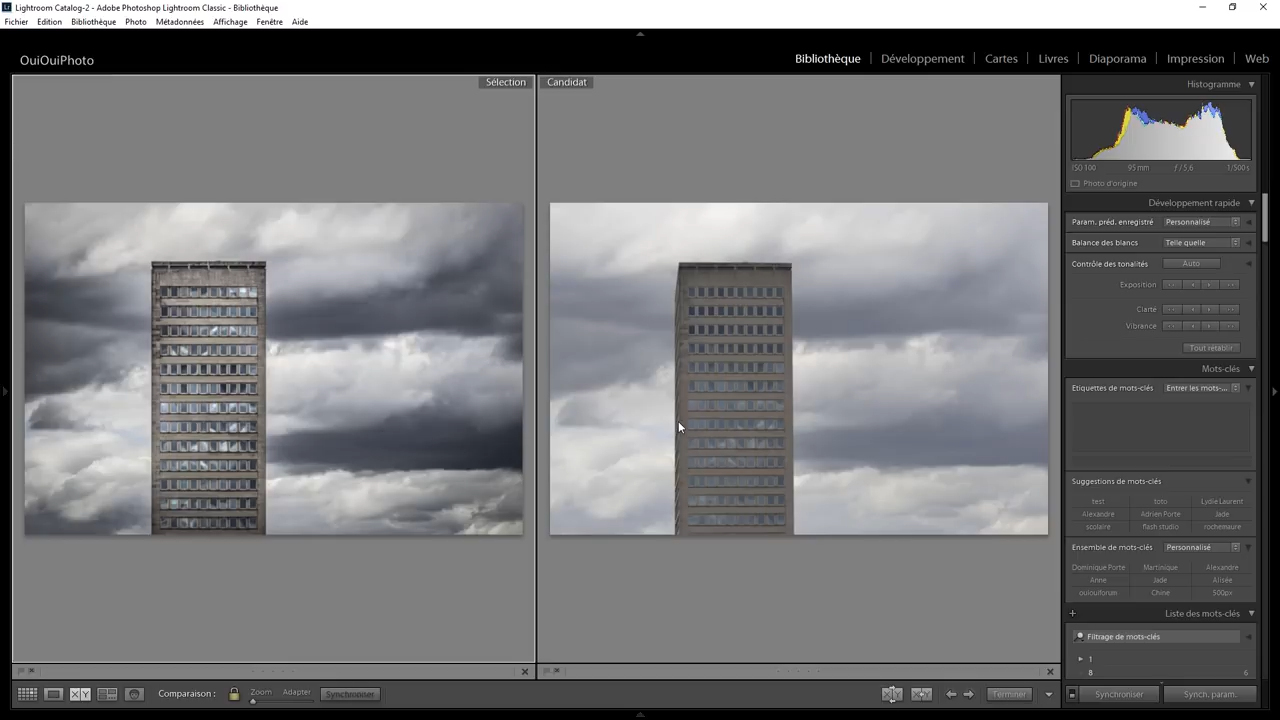 Lightroom Catalog-2 - Adobe Photoshop Lightroom Classic - Bibliothèque
Fichier Edition Bibliothèque Photo Métadonnées Affichage Fenêtre Aide
OuiOuiPhoto
Bibliothèque | Développement | Cartes | Livres | Diaporama | Impression | Web
Sélection
Candidat
Histogramme
ISO 100 95 mm ƒ / 5,6 1/500 s
Photo d'origine
Développement rapide
Param. préd. enregistré Personnalisé
Balance des blancs Telle quelle
Contrôle des tonalités Auto
Exposition
Clarté
Vibrance
Tout rétablir
Mots-clés
Etiquettes de mots-clés Entrer les mots-...
Suggestions de mots-clés
test toto Lydie Laurent
Alexandre Adrien Porte Jade
scolaire flash studio rochemaure
Ensemble de mots-clés Personnalisé
Dominique Porte Martinique Alexandre
Anne Jade Alisée
ouiouiforum Chine 500px
Liste des mots-clés
Filtrage de mots-clés
1
8 6
Comparaison : Zoom Adapter Synchroniser
Terminer
Synchroniser Synch. param.